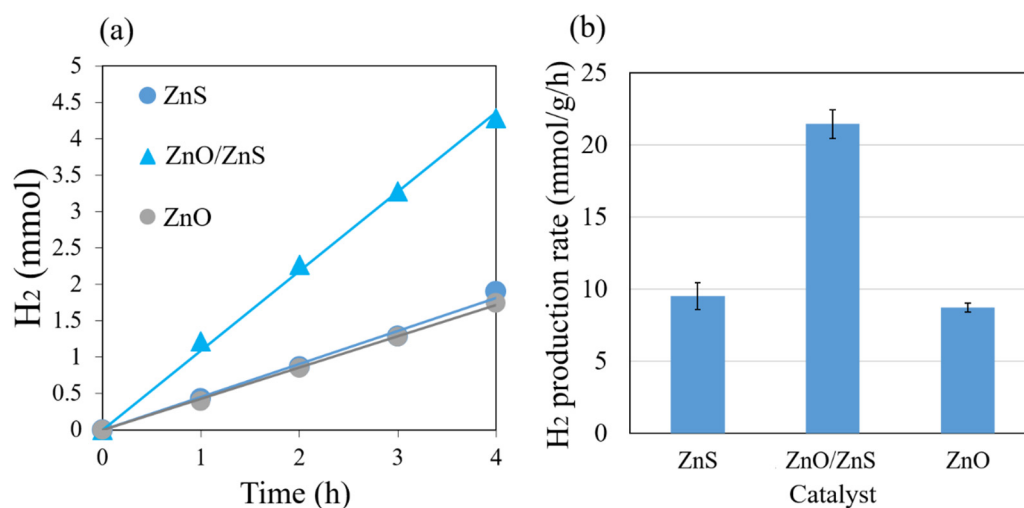 (a)
H2 (mmol)
5
4.5
4
3.5
3
2.5
2
1.5
1
0.5
0
ZnS
ZnO/ZnS
ZnO
0 1 2 3 4
Time (h)
(b)
H2 production rate (mmol/g/h)
25
20
15
10
5
0
ZnS ZnO/ZnS ZnO
Catalyst